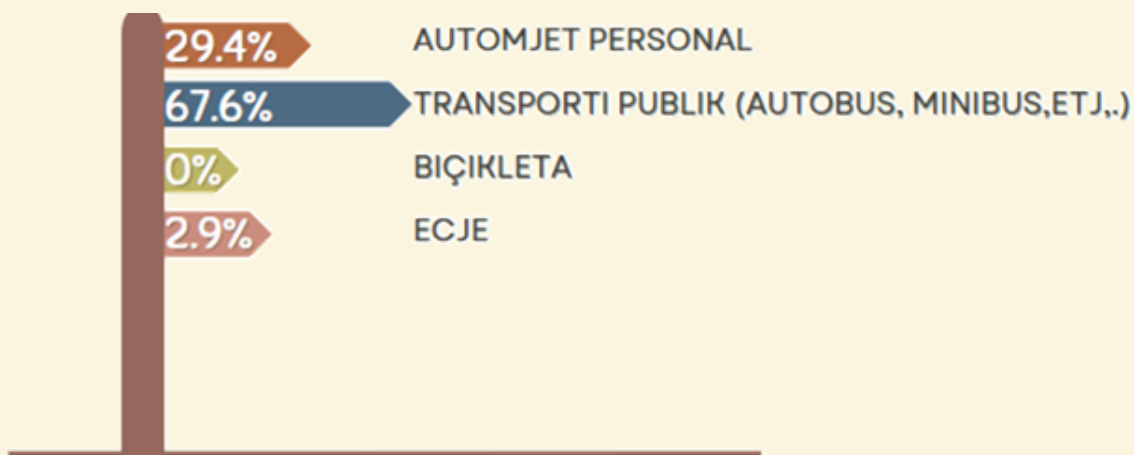 29.4% AUTOMJET PERSONAL
67.6% TRANSPORTI PUBLIK (AUTOBUS, MINIBUS,ETJ,.)
0% BIÇIKLETA
2.9% ECJE